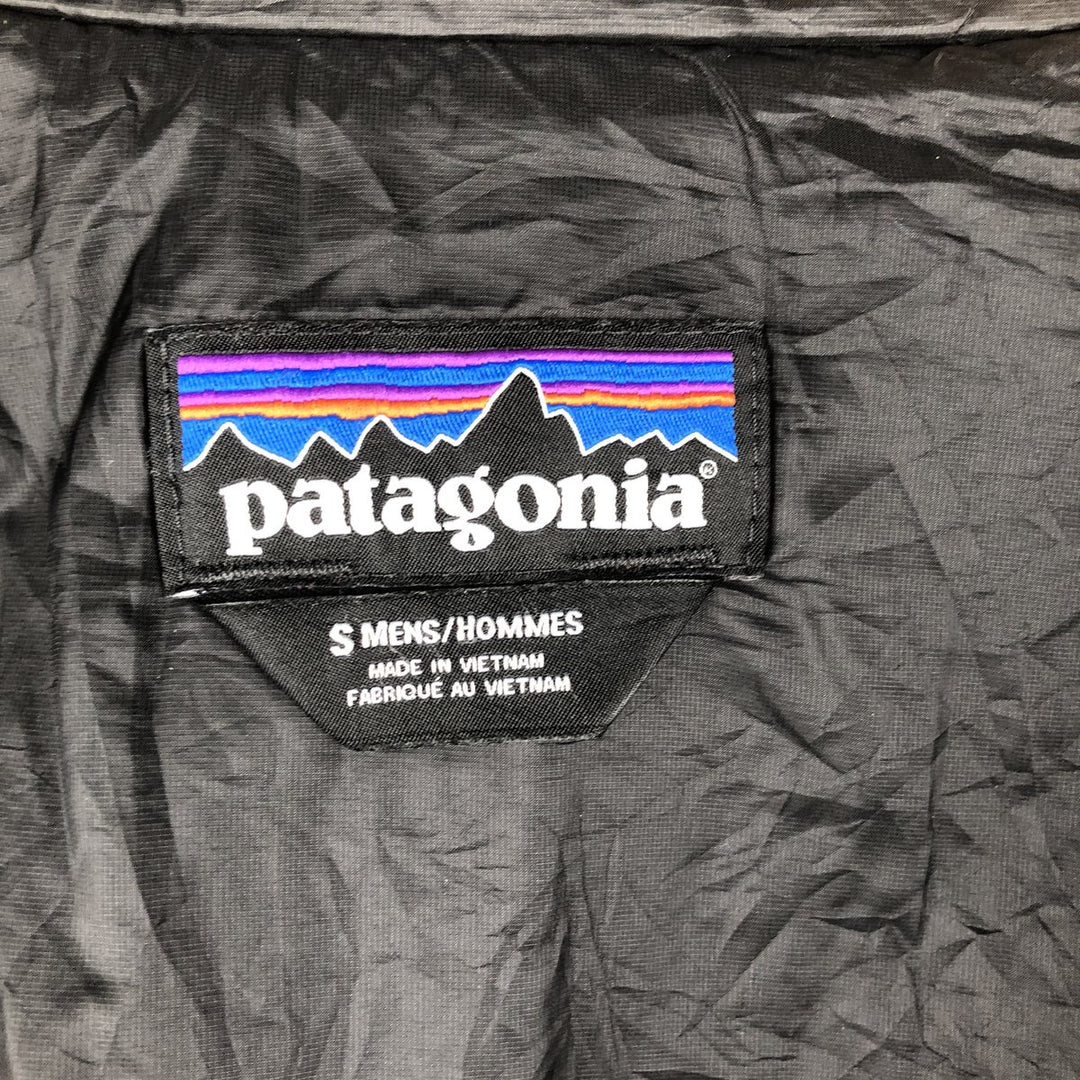 patagonia®
S MENS/HOMMES
MADE IN VIETNAM
FABRIQUÉ AU VIETNAM